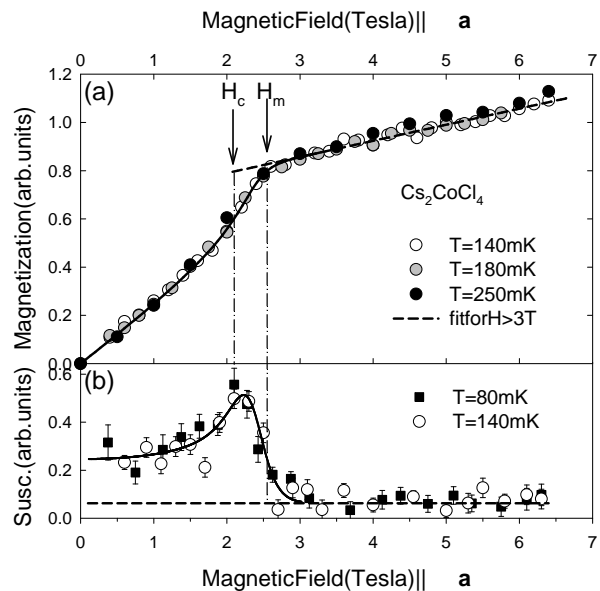 MagneticField(Tesla)|| a
0 1 2 3 4 5 6 7
(a)
H_c H_m
Magnetization(arb.units)
1.2
1.0
0.8
0.6
0.4
0.2
0.0
Cs₂CoCl₄
T=140mK
T=180mK
T=250mK
fitforH>3T
(b)
Susc.(arb.units)
0.6
0.4
0.2
0.0
T=80mK
T=140mK
0 1 2 3 4 5 6 7
MagneticField(Tesla)|| a